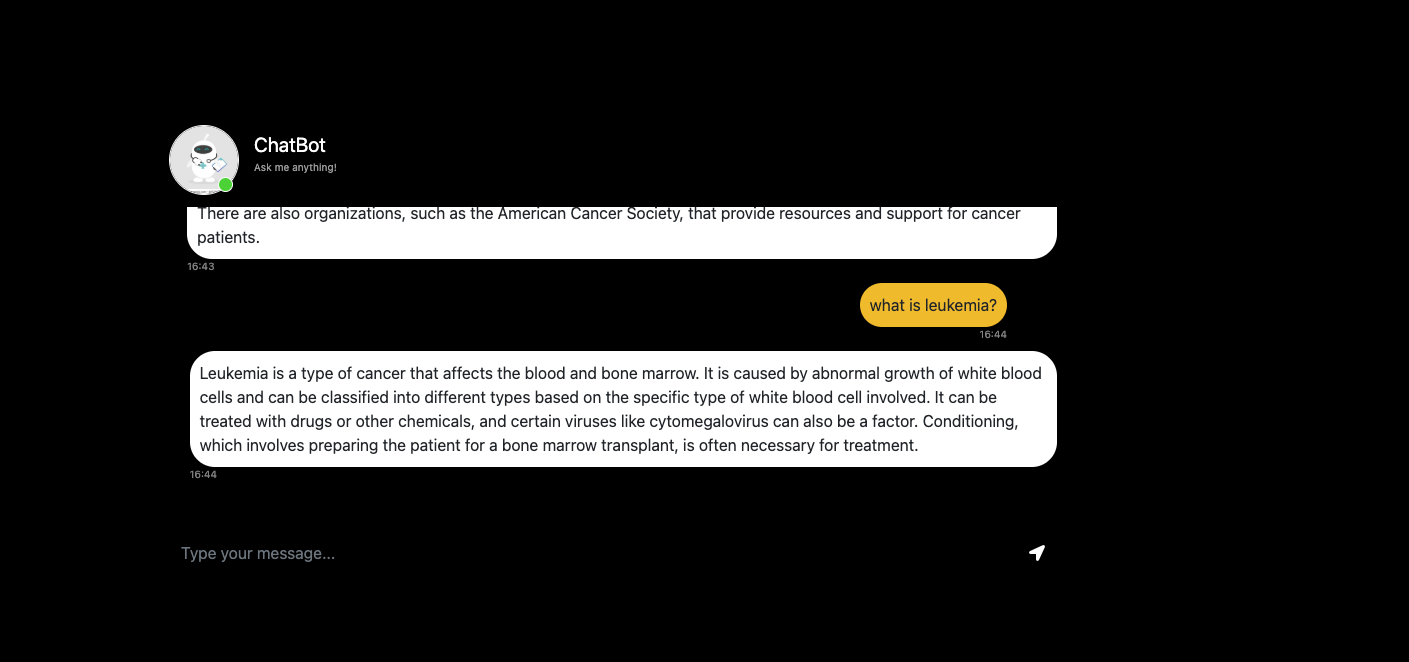 ChatBot
Ask me anything!
There are also organizations, such as the American Cancer Society, that provide resources and support for cancer
patients.
16:43
what is leukemia?
16:44
Leukemia is a type of cancer that affects the blood and bone marrow. It is caused by abnormal growth of white blood
cells and can be classified into different types based on the specific type of white blood cell involved. It can be
treated with drugs or other chemicals, and certain viruses like cytomegalovirus can also be a factor. Conditioning,
which involves preparing the patient for a bone marrow transplant, is often necessary for treatment.
16:44
Type your message...